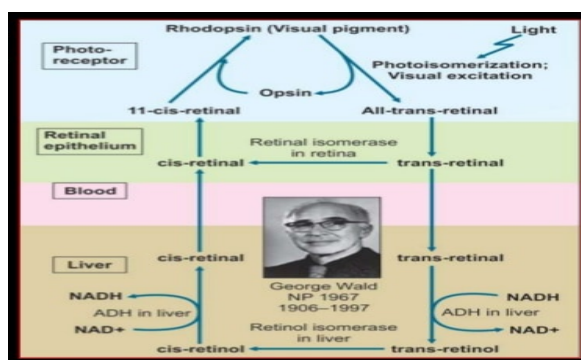 Rhodopsin (Visual pigment)
Light
Photo-
receptor
Photoisomerization;
Visual excitation
Opsin
11-cis-retinal
All-trans-retinal
Retinal
epithelium
Retinal isomerase
in retina
cis-retinal
trans-retinal
Blood
Liver
cis-retinal
trans-retinal
George Wald
NP 1967
1906–1997
NADH
ADH in liver
NAD+
NADH
ADH in liver
NAD+
Retinol isomerase
in liver
cis-retinol
trans-retinol